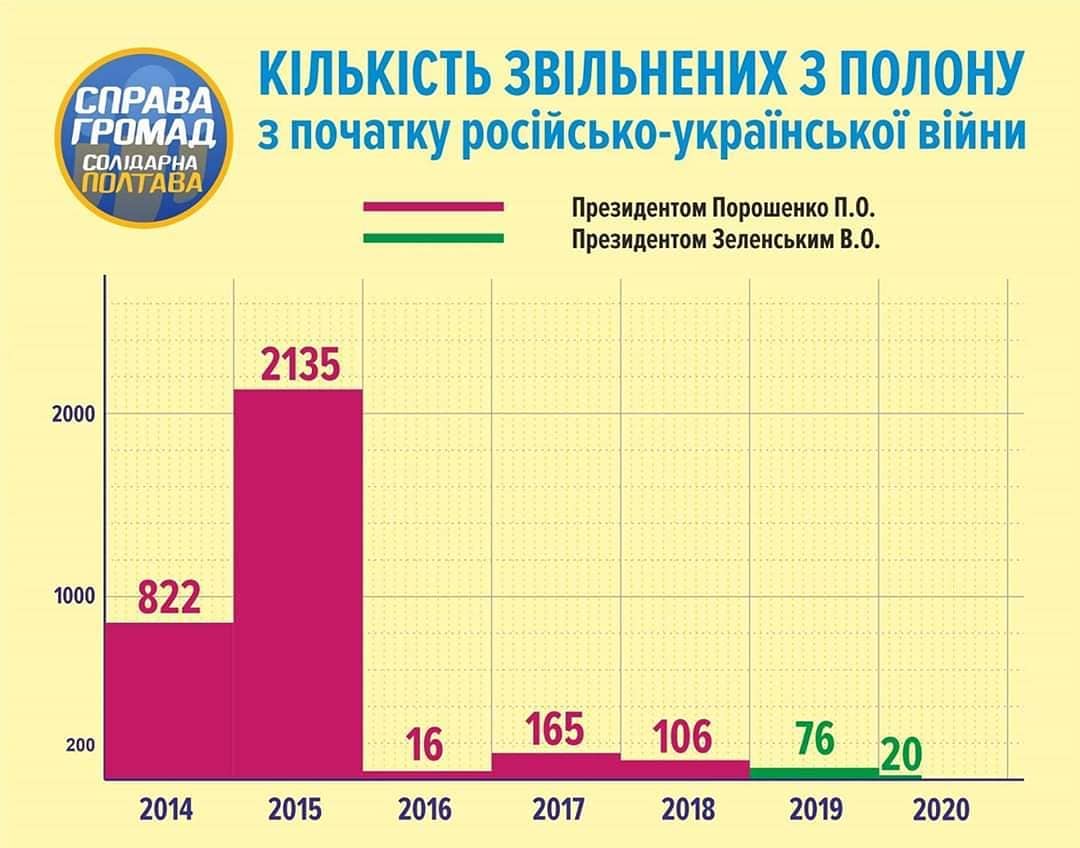 СПРАВА
ГРОМАД
СОЛІДАРНА
ПОЛТАВА
КІЛЬКІСТЬ ЗВІЛЬНЕНИХ З ПОЛОНУ
з початку російсько-української війни
Президентом Порошенко П.О.
Президентом Зеленським В.О.
2135
2000
1000
822
200
16
165
106
76
20
2014
2015
2016
2017
2018
2019
2020